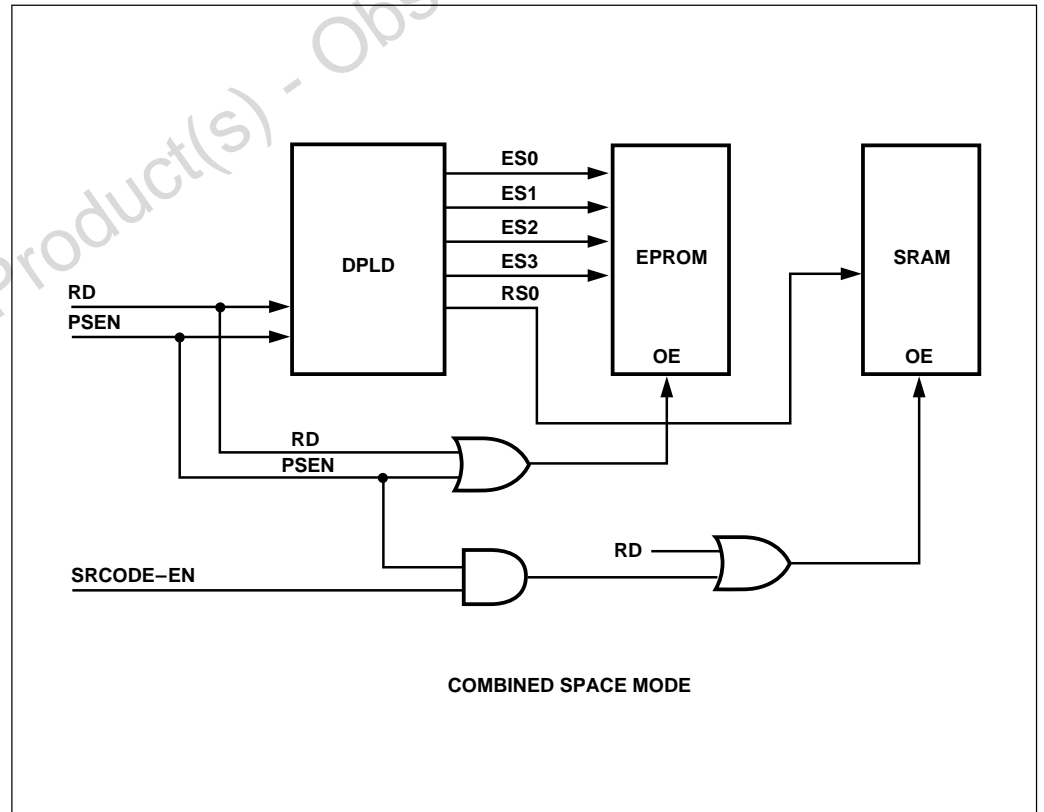 Product(s) - Obs
ES0
ES1
ES2
ES3
RS0
DPLD
EPROM
SRAM
RD
PSEN
OE
OE
RD
PSEN
RD
SRCODE–EN
COMBINED SPACE MODE